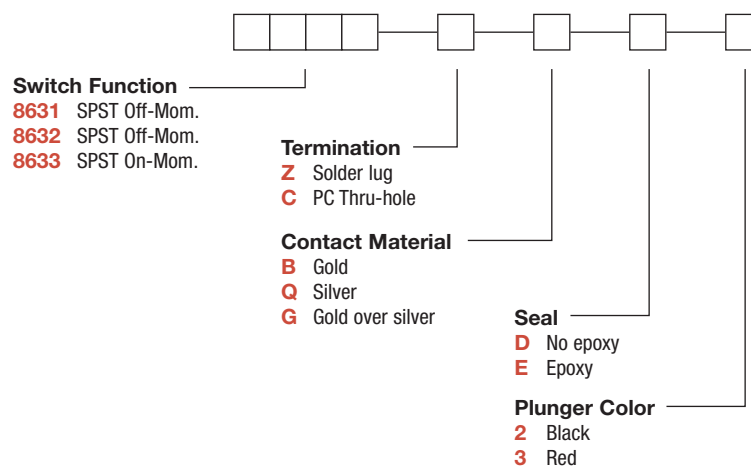 Switch Function
8631 SPST Off-Mom.
8632 SPST Off-Mom.
8633 SPST On-Mom.
Termination
Z Solder lug
C PC Thru-hole
Contact Material
B Gold
Q Silver
G Gold over silver
Seal
D No epoxy
E Epoxy
Plunger Color
2 Black
3 Red